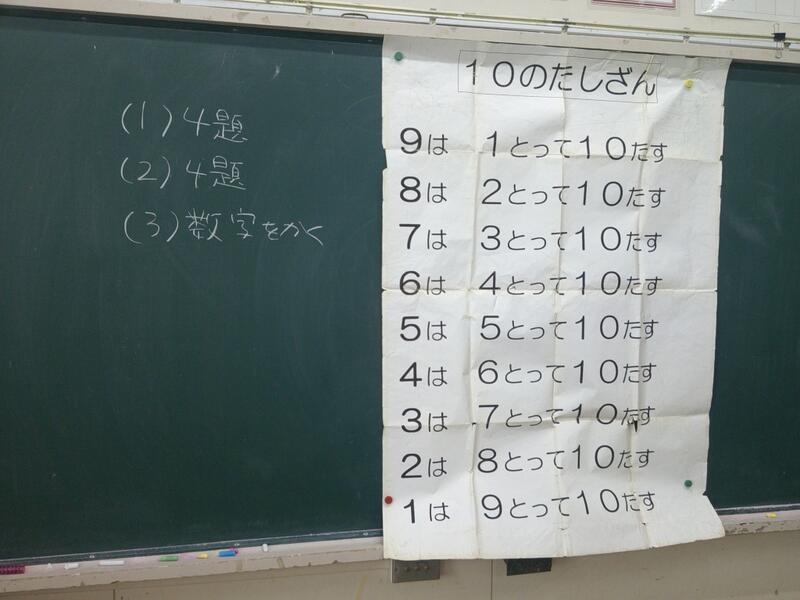 (1)4題
(2)4題
(3)数字をかく
10のたしざん
9は 1とって10たす
8は 2とって10たす
7は 3とって10たす
6は 4とって10たす
5は 5とって10たす
4は 6とって10たす
3は 7とって10たす
2は 8とって10たす
1は 9とって10たす